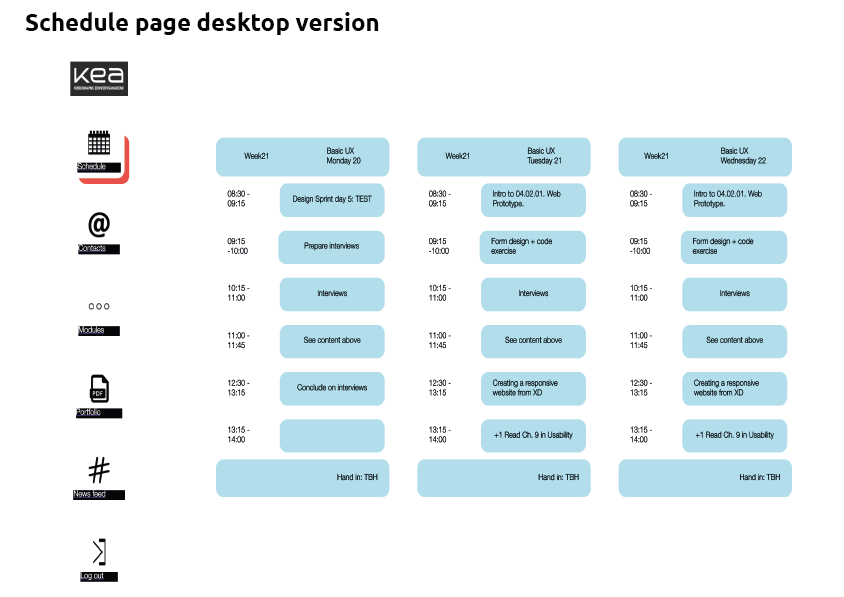 Schedule page desktop version
kea
KØBENHAVNS ERHVERVSAKADEMI
Schedule
Contacts
Modules
PDF
Portfolio
News feed
Log out
Week21
Basic UX
Monday 20
08:30 -
09:15
Design Sprint day 5: TEST
09:15
-10:00
Prepare interviews
10:15 -
11:00
Interviews
11:00 -
11:45
See content above
12:30 -
13:15
Conclude on interviews
13:15 -
14:00
Hand in: TBH
Week21
Basic UX
Tuesday 21
08:30 -
09:15
Intro to 04.02.01. Web
Prototype.
09:15
-10:00
Form design + code
exercise
10:15 -
11:00
Interviews
11:00 -
11:45
See content above
12:30 -
13:15
Creating a responsive
website from XD
13:15 -
14:00
+1 Read Ch. 9 in Usability
Hand in: TBH
Week21
Basic UX
Wednesday 22
08:30 -
09:15
Intro to 04.02.01. Web
Prototype.
09:15
-10:00
Form design + code
exercise
10:15 -
11:00
Interviews
11:00 -
11:45
See content above
12:30 -
13:15
Creating a responsive
website from XD
13:15 -
14:00
+1 Read Ch. 9 in Usability
Hand in: TBH